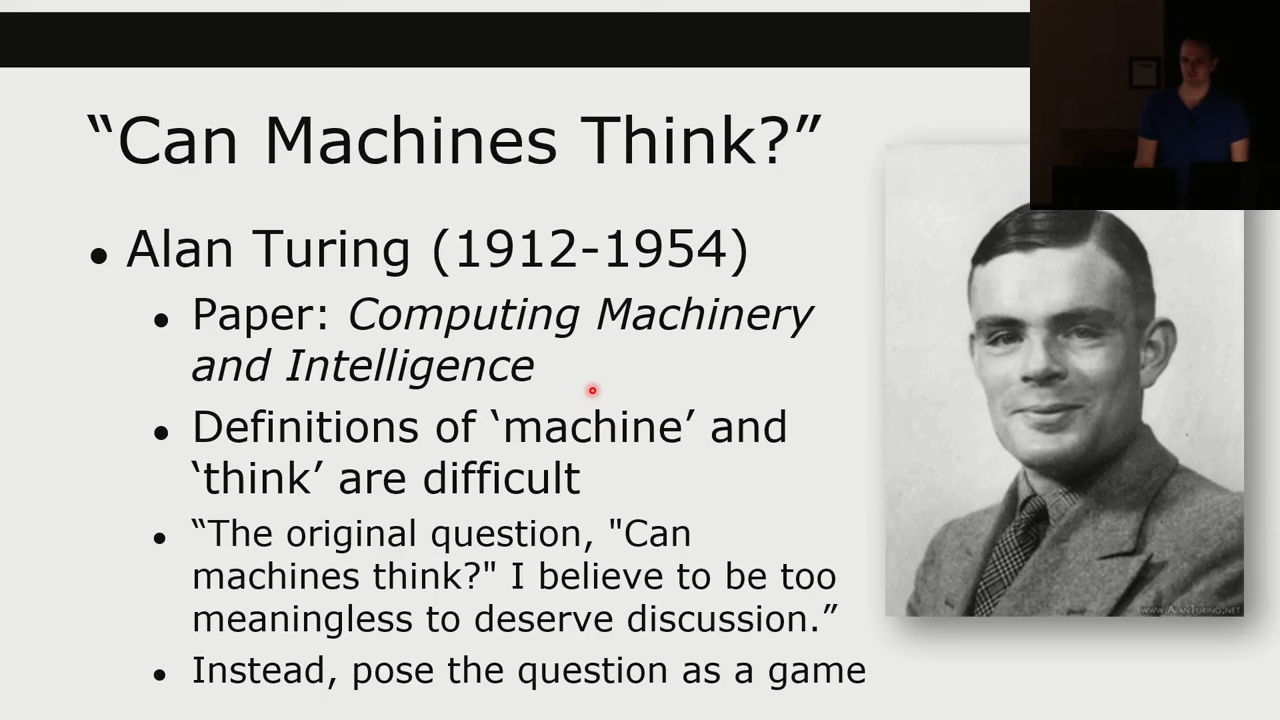 “Can Machines Think?”
• Alan Turing (1912-1954)
• Paper: Computing Machinery
and Intelligence
• Definitions of ‘machine’ and
‘think’ are difficult
• “The original question, "Can
machines think?" I believe to be too
meaningless to deserve discussion.”
• Instead, pose the question as a game
www.AlanTuring.net